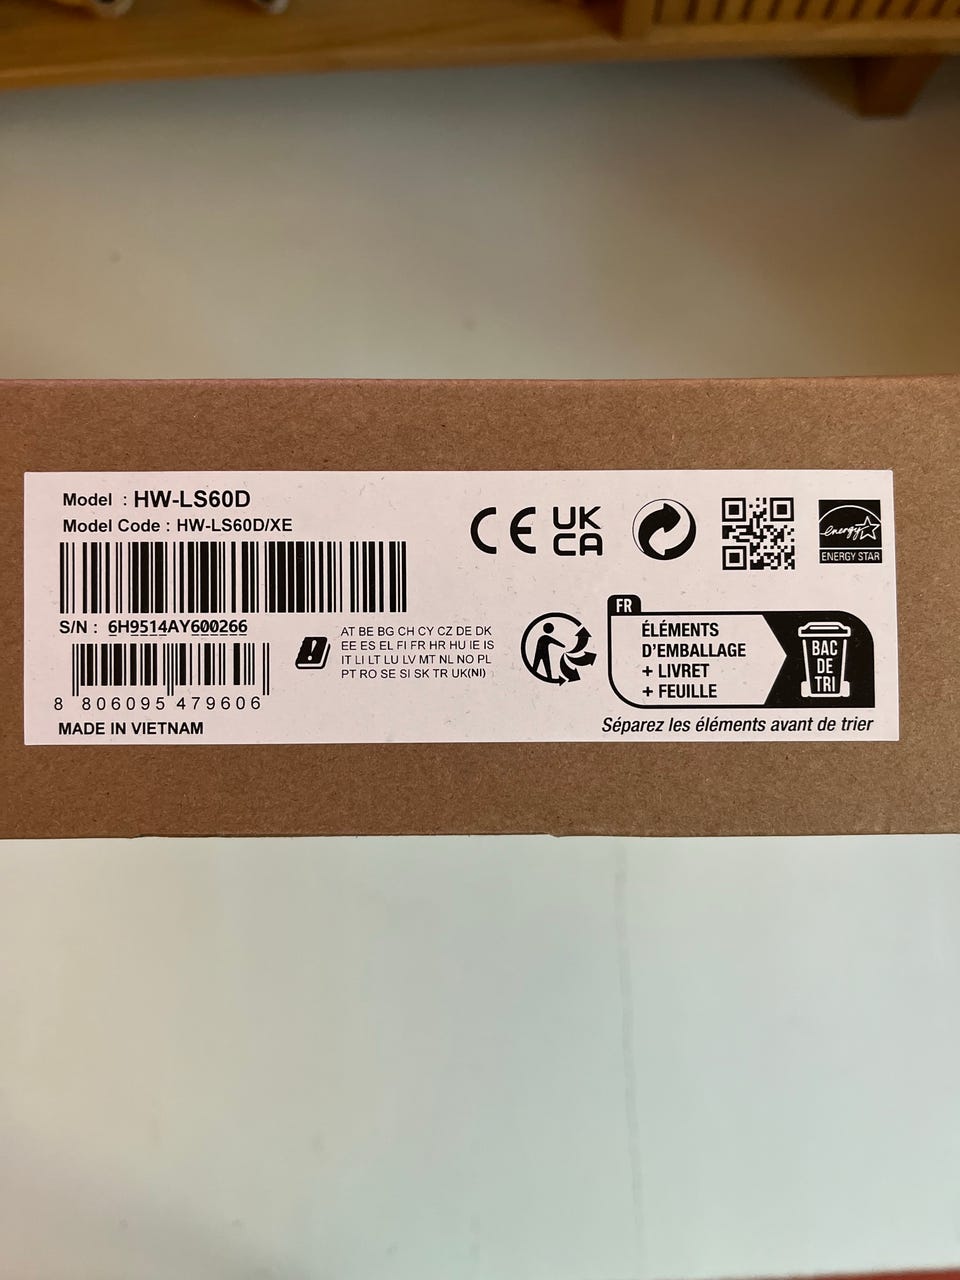 Model : HW-LS60D
Model Code : HW-LS60D/XE
S/N : 6H9514AY600266
8 806095 479606
MADE IN VIETNAM
AT BE BG CH CY CZ DE DK
EE ES EL FI FR HR HU IE IS
IT LI LT LU LV MT NL NO PL
PT RO SE SI SK TR UK(NI)
CE
UK
CA
energy
ENERGY STAR
FR
ÉLÉMENTS
D'EMBALLAGE
+ LIVRET
+ FEUILLE
BAC
DE
TRI
Séparez les éléments avant de trier